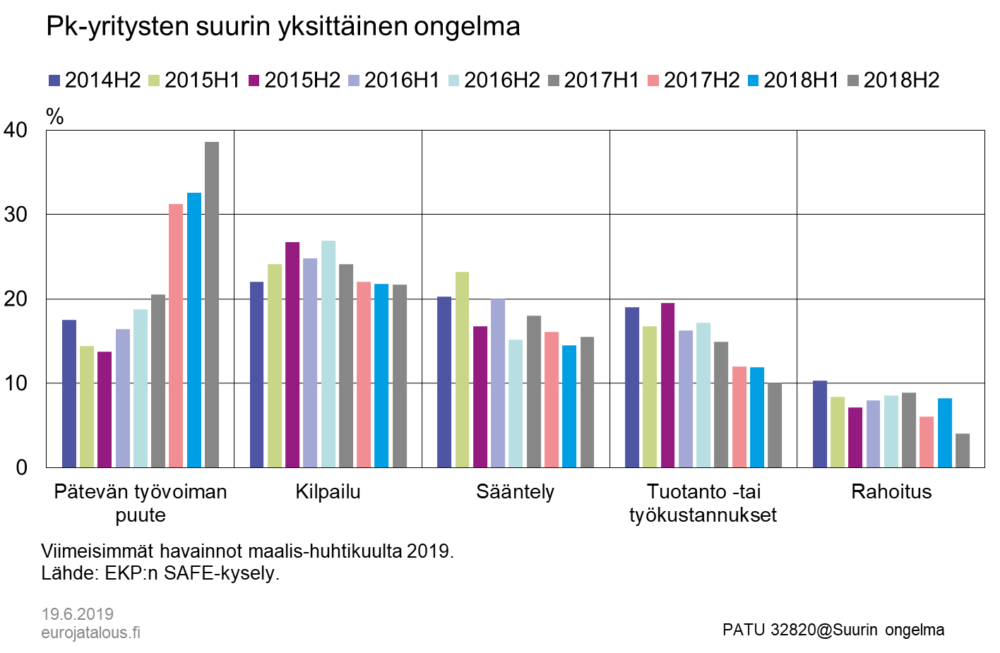 Pk-yritysten suurin yksittäinen ongelma
2014H2 2015H1 2015H2 2016H1 2016H2 2017H1 2017H2 2018H1 2018H2
%
40
30
20
10
0
Pätevän työvoiman puute
Kilpailu
Sääntely
Tuotanto -tai työkustannukset
Rahoitus
Viimeisimmät havainnot maalis-huhtikuulta 2019.
Lähde: EKP:n SAFE-kysely.
19.6.2019
eurojatalous.fi
PATU 32820@Suurin ongelma